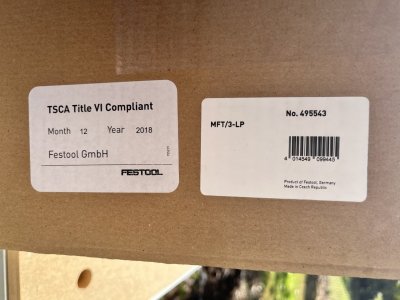 TSCA Title VI Compliant
Month 12 Year 2018
Festool GmbH
FESTOOL
No. 495543
MFT/3-LP
4 014549 099445
Product of Festool, Germany
Made in Czech Republic